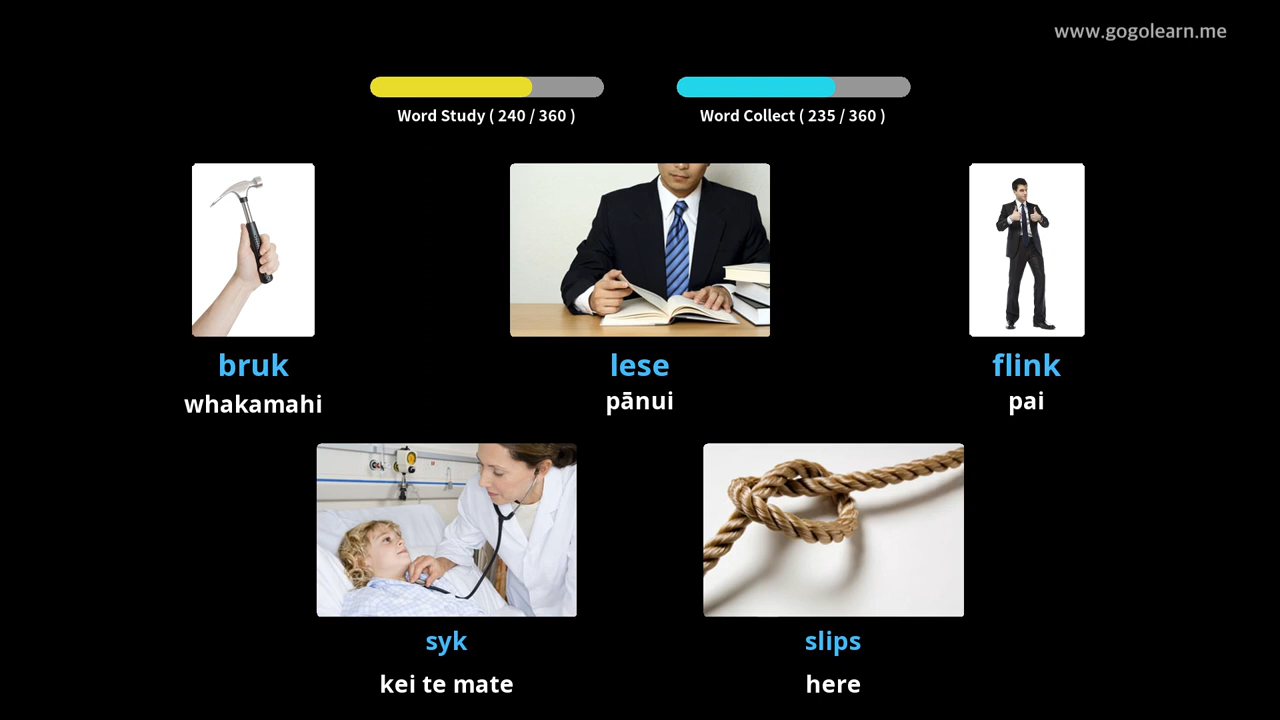 www.gogolearn.me
Word Study ( 240 / 360 )
Word Collect ( 235 / 360 )
bruk
whakamahi
lese
pānui
flink
pai
syk
kei te mate
slips
here